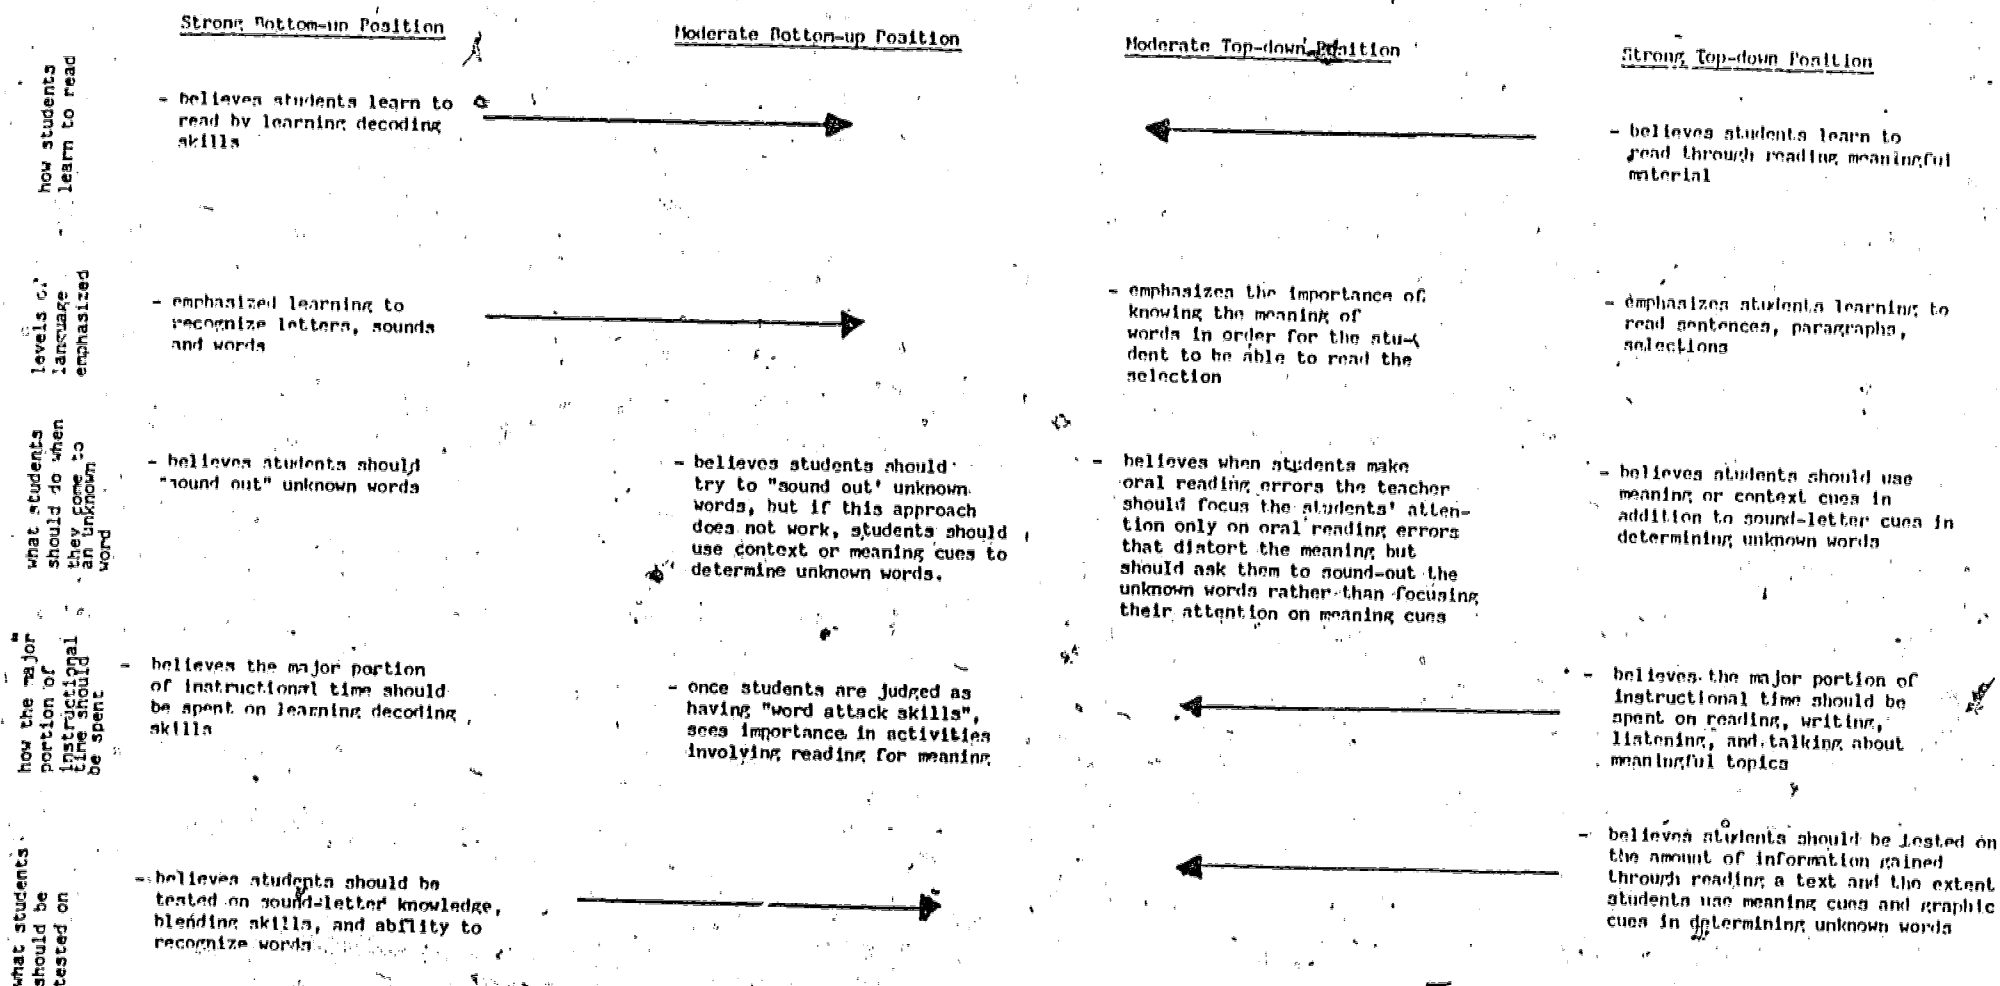 Strong Bottom-up Position
Moderate Bottom-up Position
Moderate Top-down Position
Strong Top-down Position
how students
learn to read
- believes students learn to
read by learning decoding
skills
- believes students learn to
read through reading meaningful
material
levels of
language
emphasized
- emphasized learning to
recognize letters, sounds
and words
- emphasizes the importance of
knowing the meaning of
words in order for the stu-
dent to be able to read the
selection
- emphasizes students learning to
read sentences, paragraphs,
selections
what students
should do when
they come to
an unknown
word
- believes students should
"sound out" unknown words
- believes students should
try to "sound out' unknown
words, but if this approach
does not work, students should
use context or meaning cues to
determine unknown words.
- believes when students make
oral reading errors the teacher
should focus the students' atten-
tion only on oral reading errors
that distort the meaning but
should ask them to sound-out the
unknown words rather than focusing
their attention on meaning cues
- believes students should use
meaning or context cues in
addition to sound-letter cues in
determining unknown words
how the major
portion of
instructional
time should
be spent
- believes the major portion
of instructional time should
be spent on learning decoding
skills
- once students are judged as
having "word attack skills",
sees importance in activities
involving reading for meaning
- believes the major portion of
instructional time should be
spent on reading, writing,
listening, and talking about
meaningful topics
what students
should be
tested on
- believes students should be
tested on sound-letter knowledge,
blending skills, and ability to
recognize words
- believes students should be tested on
the amount of information gained
through reading a text and the extent
students use meaning cues and graphic
cues in determining unknown words